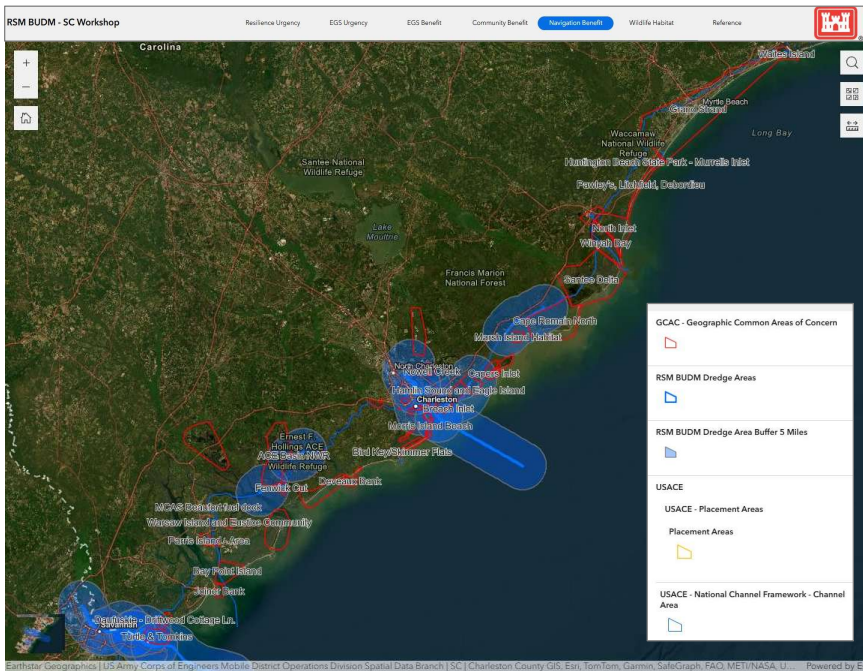 RSM BUDM - SC Workshop
Resilience Urgency
EGS Urgency
EGS Benefit
Community Benefit
Navigation Benefit
Wildlife Habitat
Reference
Carolina
Waites Island
Myrtle Beach
Grand Strand
Long Bay
Waccamaw
National Wildlife
Refuge
Huntington Beach State Park - Murrells Inlet
Santee National
Wildlife Refuge
Pawley's, Litchfield, Debordieu
Lake
Moultrie
North Inlet
Winyah Bay
Francis Marion
National Forest
Santee Delta
Cape Romain North
Marsh Island Habitat
North Charleston
Nowell Creek
Capers Inlet
Hamlin Sound and Eagle Island
Charleston
Breach Inlet
Morris Island Beach
Ernest F.
Hollings ACE
ACE Basin NWR
Wildlife Refuge
Bird Key/Skimmer Flats
Fenwick Cut
Deveaux Bank
MCAS Beaufort fuel dock
Warsaw Island and Eustice Community
Parris Island - Area
Bay Point Island
Joiner Bank
Daufuskie - Driftwood Cottage Ln.
Savannah
Turtle & Tomkins
GCAC - Geographic Common Areas of Concern
RSM BUDM Dredge Areas
RSM BUDM Dredge Area Buffer 5 Miles
USACE
USACE - Placement Areas
Placement Areas
USACE - National Channel Framework - Channel
Area
Earthstar Geographics | US Army Corps of Engineers Mobile District Operations Division Spatial Data Branch | SC | Charleston County GIS, Esri, TomTom, Garmin, SafeGraph, FAO, METI/NASA, U... Powered by E